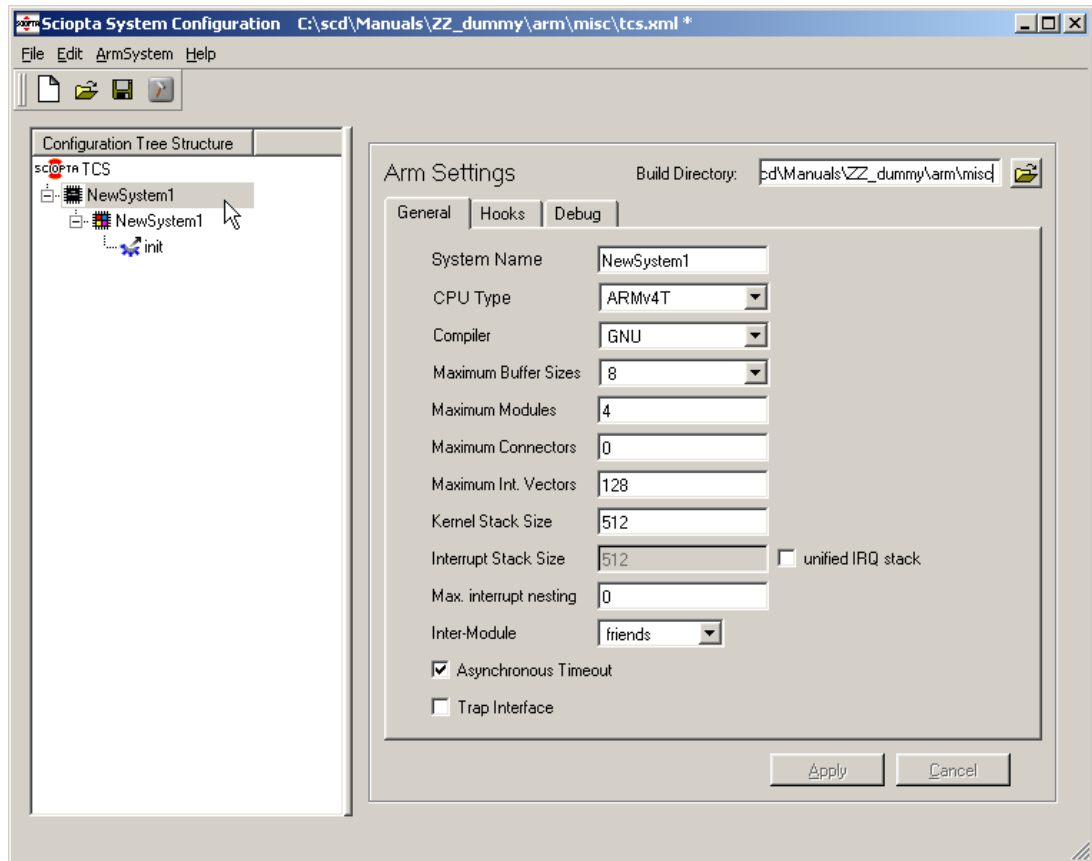 Sciopta System Configuration C:\scd\Manuals\ZZ_dummy\arm\misc\tcs.xml *
File Edit ArmSystem Help
Configuration Tree Structure
SCIOPTA TCS
NewSystem1
NewSystem1
init
Arm Settings
Build Directory: cd\Manuals\ZZ_dummy\arm\misc
General Hooks Debug
System Name NewSystem1
CPU Type ARMv4T
Compiler GNU
Maximum Buffer Sizes 8
Maximum Modules 4
Maximum Connectors 0
Maximum Int. Vectors 128
Kernel Stack Size 512
Interrupt Stack Size 512 unified IRQ stack
Max. interrupt nesting 0
Inter-Module friends
Asynchronous Timeout
Trap Interface
Apply Cancel